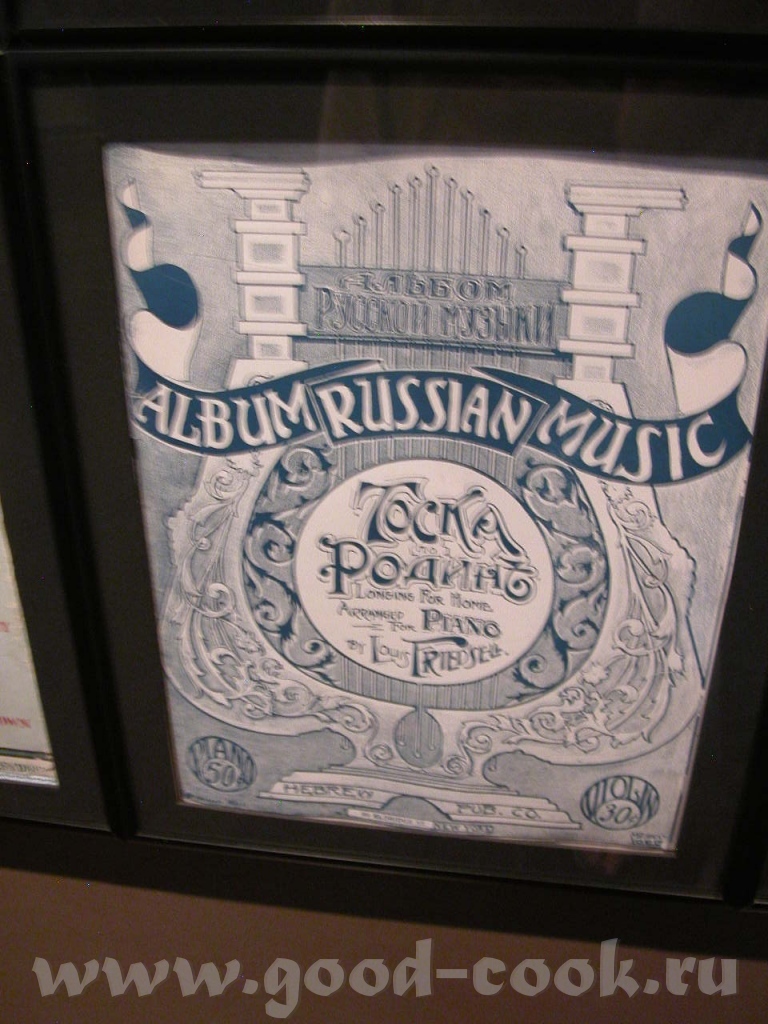 АЛЬБОМ
РУССКОЙ МУЗЫКИ
ALBUM RUSSIAN MUSIC
ТОСКА
ПО
РОДИНѢ
LONGING FOR HOME
ARRANGED
FOR PIANO
BY LOUIS FRIEDSELL
PIANO
50¢
HEBREW PUB. CO.
NEW YORK
VIOLIN
30¢
www.good-cook.ru